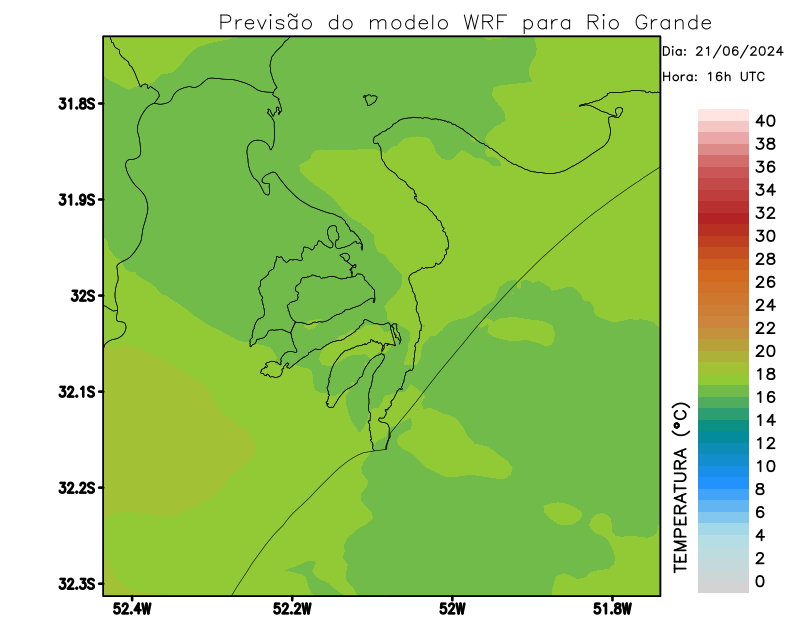 Previsão do modelo WRF para Rio Grande
Dia: 21/06/2024
Hora: 16h UTC
31.8S
31.9S
32S
32.1S
32.2S
32.3S
52.4W
52.2W
52W
51.8W
TEMPERATURA (°C)
40
38
36
34
32
30
28
26
24
22
20
18
16
14
12
10
8
6
4
2
0